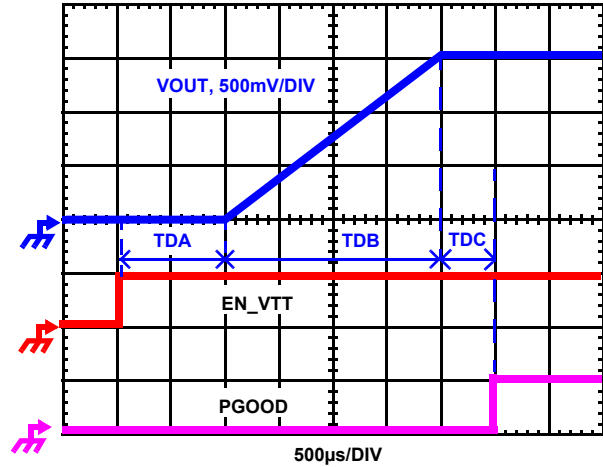 VOUT, 500mV/DIV
TDA TDB TDC
EN_VTT
PGOOD
500µs/DIV